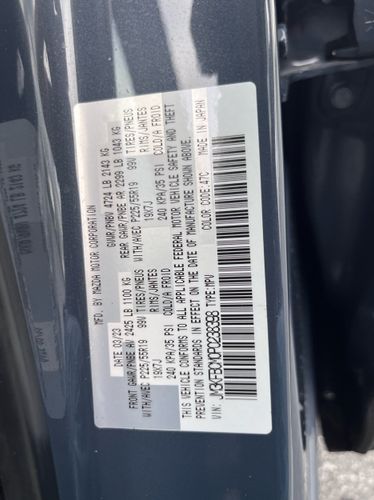 MFD. BY MAZDA MOTOR CORPORATION
DATE 03/23 GVWR/PNBV 4724 LB 2143 KG
FRONT GAWR/PNBE AV 2425 LB 1100 KG REAR GAWR/PNBE AR 2299 LB 1043 KG
WITH/AVEC P225/55R19 99V TIRES/PNEUS WITH/AVEC P225/55R19 99V TIRES/PNEUS
19X7J RIMS/JANTES 19X7J RIMS/JANTES
240 KPA/35 PSI COLD/A FROID 240 KPA/35 PSI COLD/A FROID
THIS VEHICLE CONFORMS TO ALL APPLICABLE FEDERAL MOTOR VEHICLE SAFETY AND THEFT
PREVENTION STANDARDS IN EFFECT ON THE DATE OF MANUFACTURE SHOWN ABOVE.
TYPE:MPV COLOR CODE:47C MADE IN JAPAN